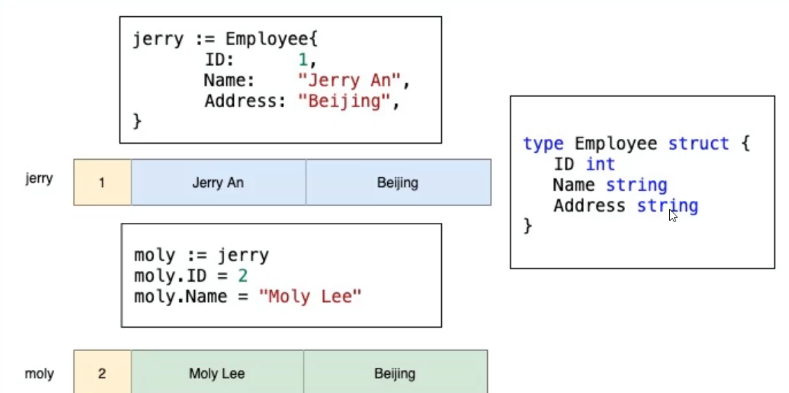 jerry := Employee{
ID: 1,
Name: "Jerry An",
Address: "Beijing",
}
jerry 1 Jerry An Beijing
type Employee struct {
ID int
Name string
Address string
}
moly := jerry
moly.ID = 2
moly.Name = "Moly Lee"
moly 2 Moly Lee Beijing